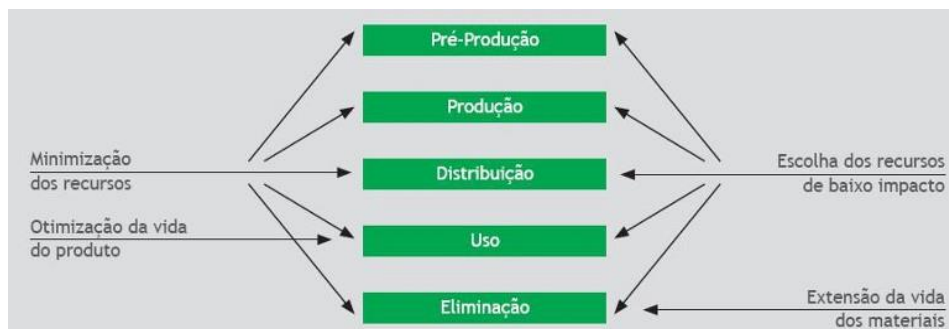 Pré-Produção
Produção
Minimização
dos recursos
Distribuição
Escolha dos recursos
de baixo impacto
Otimização da vida
do produto
Uso
Eliminação
Extensão da vida
dos materiais